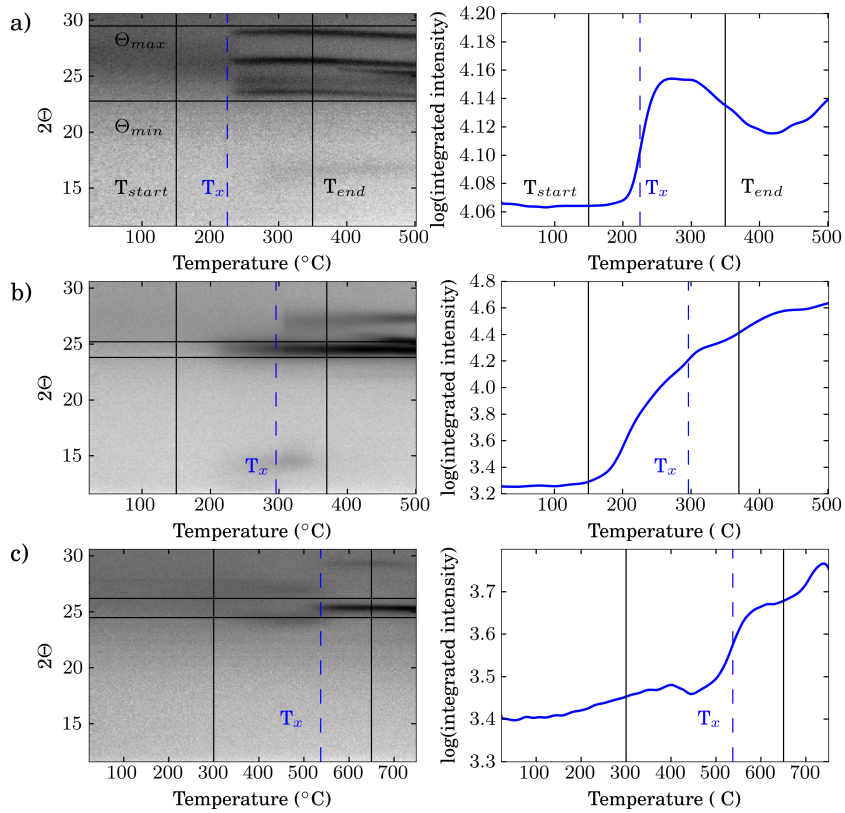 a)
2Θ
30
25
20
15
Θmax
Θmin
Tstart
Tx
Tend
0 100 200 300 400 500
Temperature (°C)
log(integrated intensity)
4.20
4.18
4.14
4.12
4.10
4.08
4.06
Tstart
Tx
Tend
0 100 200 300 400 500
Temperature ( C)
b)
2Θ
30
25
20
15
Tx
0 100 200 300 400 500
Temperature (°C)
log(integrated intensity)
4.8
4.6
4.4
4.2
4.0
3.8
3.6
3.4
3.2
Tx
0 100 200 300 400 500
Temperature ( C)
c)
2Θ
30
25
20
15
Tx
100 200 300 400 500 600 700
Temperature (°C)
log(integrated intensity)
3.7
3.6
3.5
3.4
3.3
Tx
100 200 300 400 500 600 700
Temperature ( C)